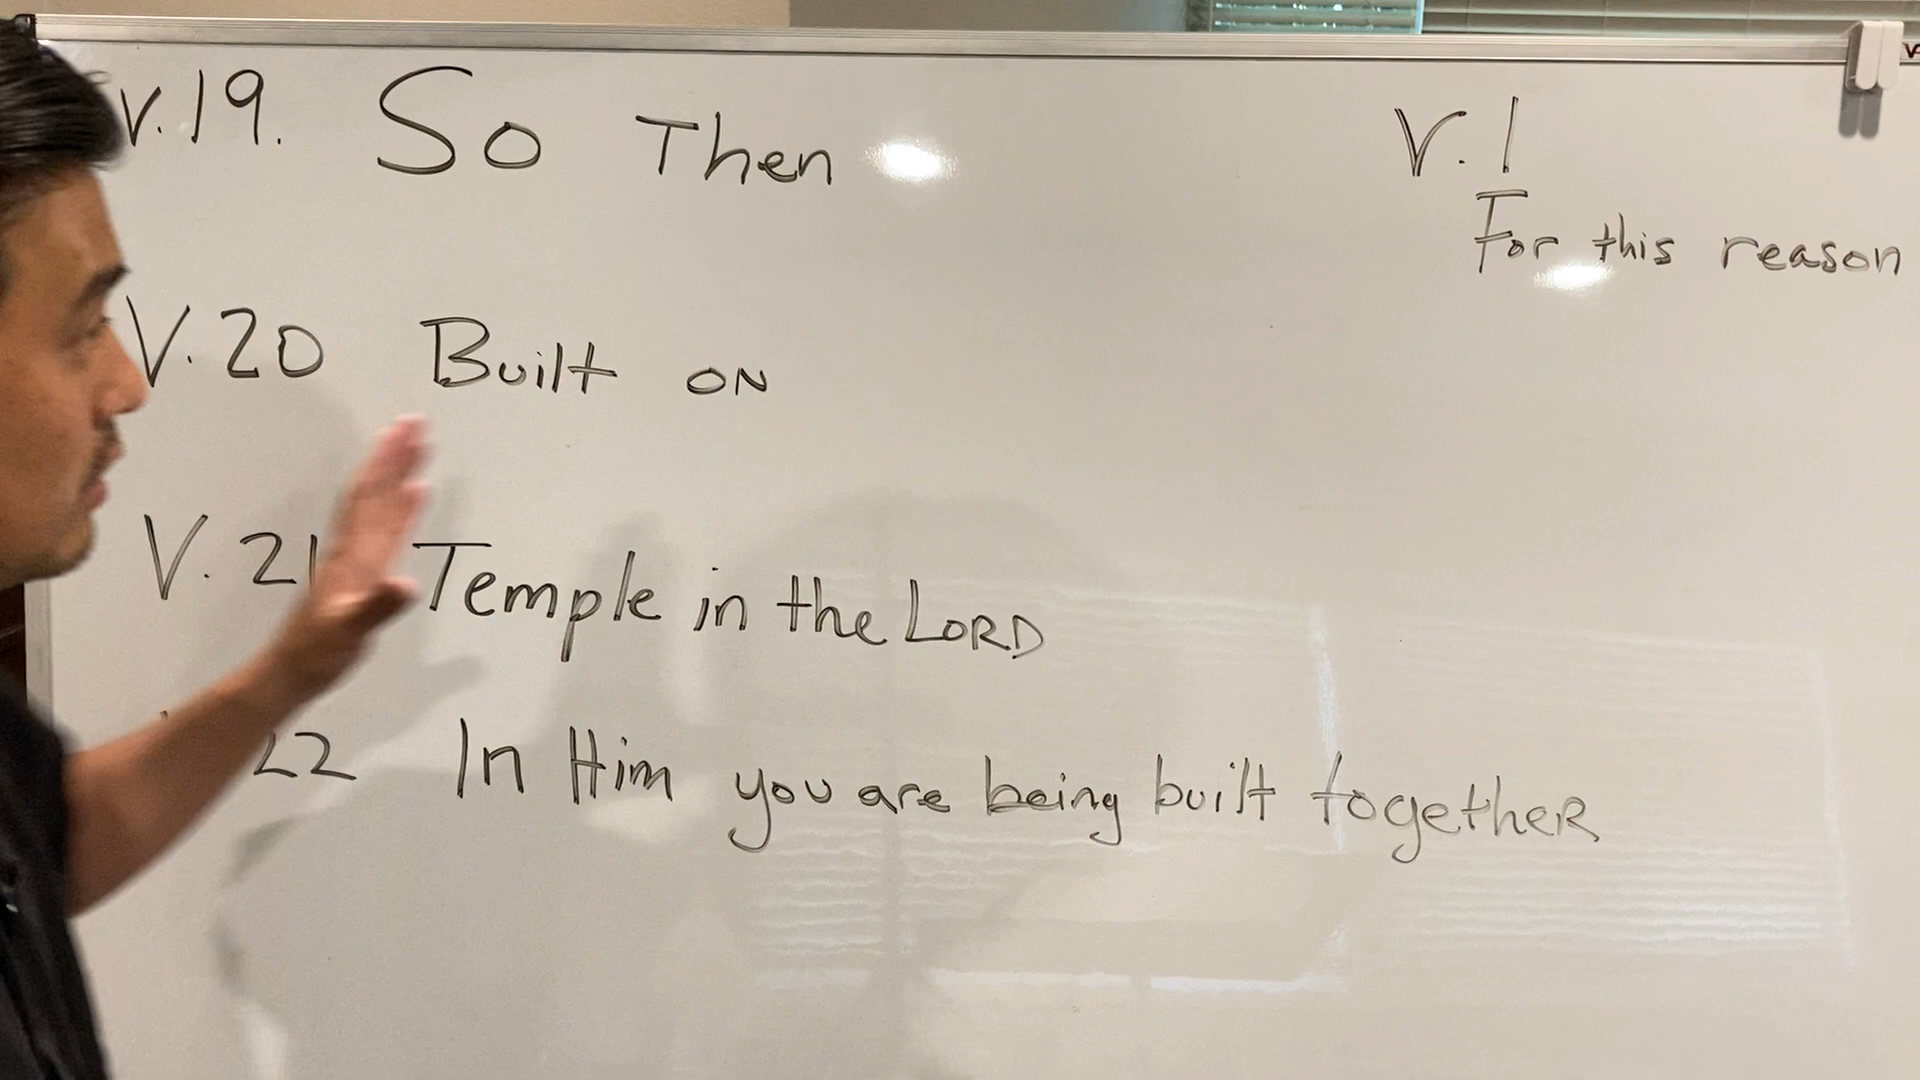 V.19. So Then
V.20 Built ON
V.21 Temple in the LORD
22 In Him you are being built togetheR
V.1
For this reason